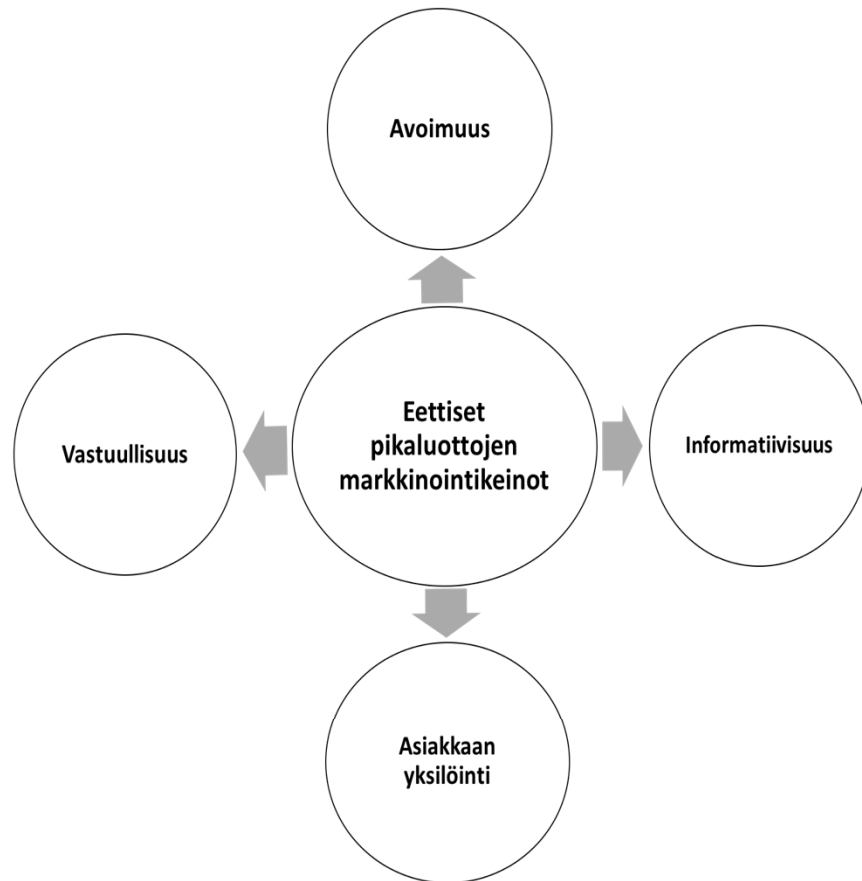 Avoimuus
Eettiset
pikaluottojen
markkinointikeinot
Vastuullisuus
Informatiivisuus
Asiakkaan
yksilöinti